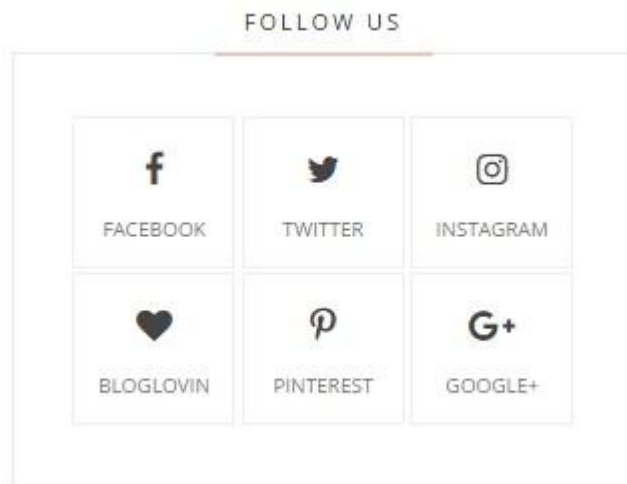 FOLLOW US
FACEBOOK TWITTER INSTAGRAM
BLOGLOVIN PINTEREST GOOGLE+